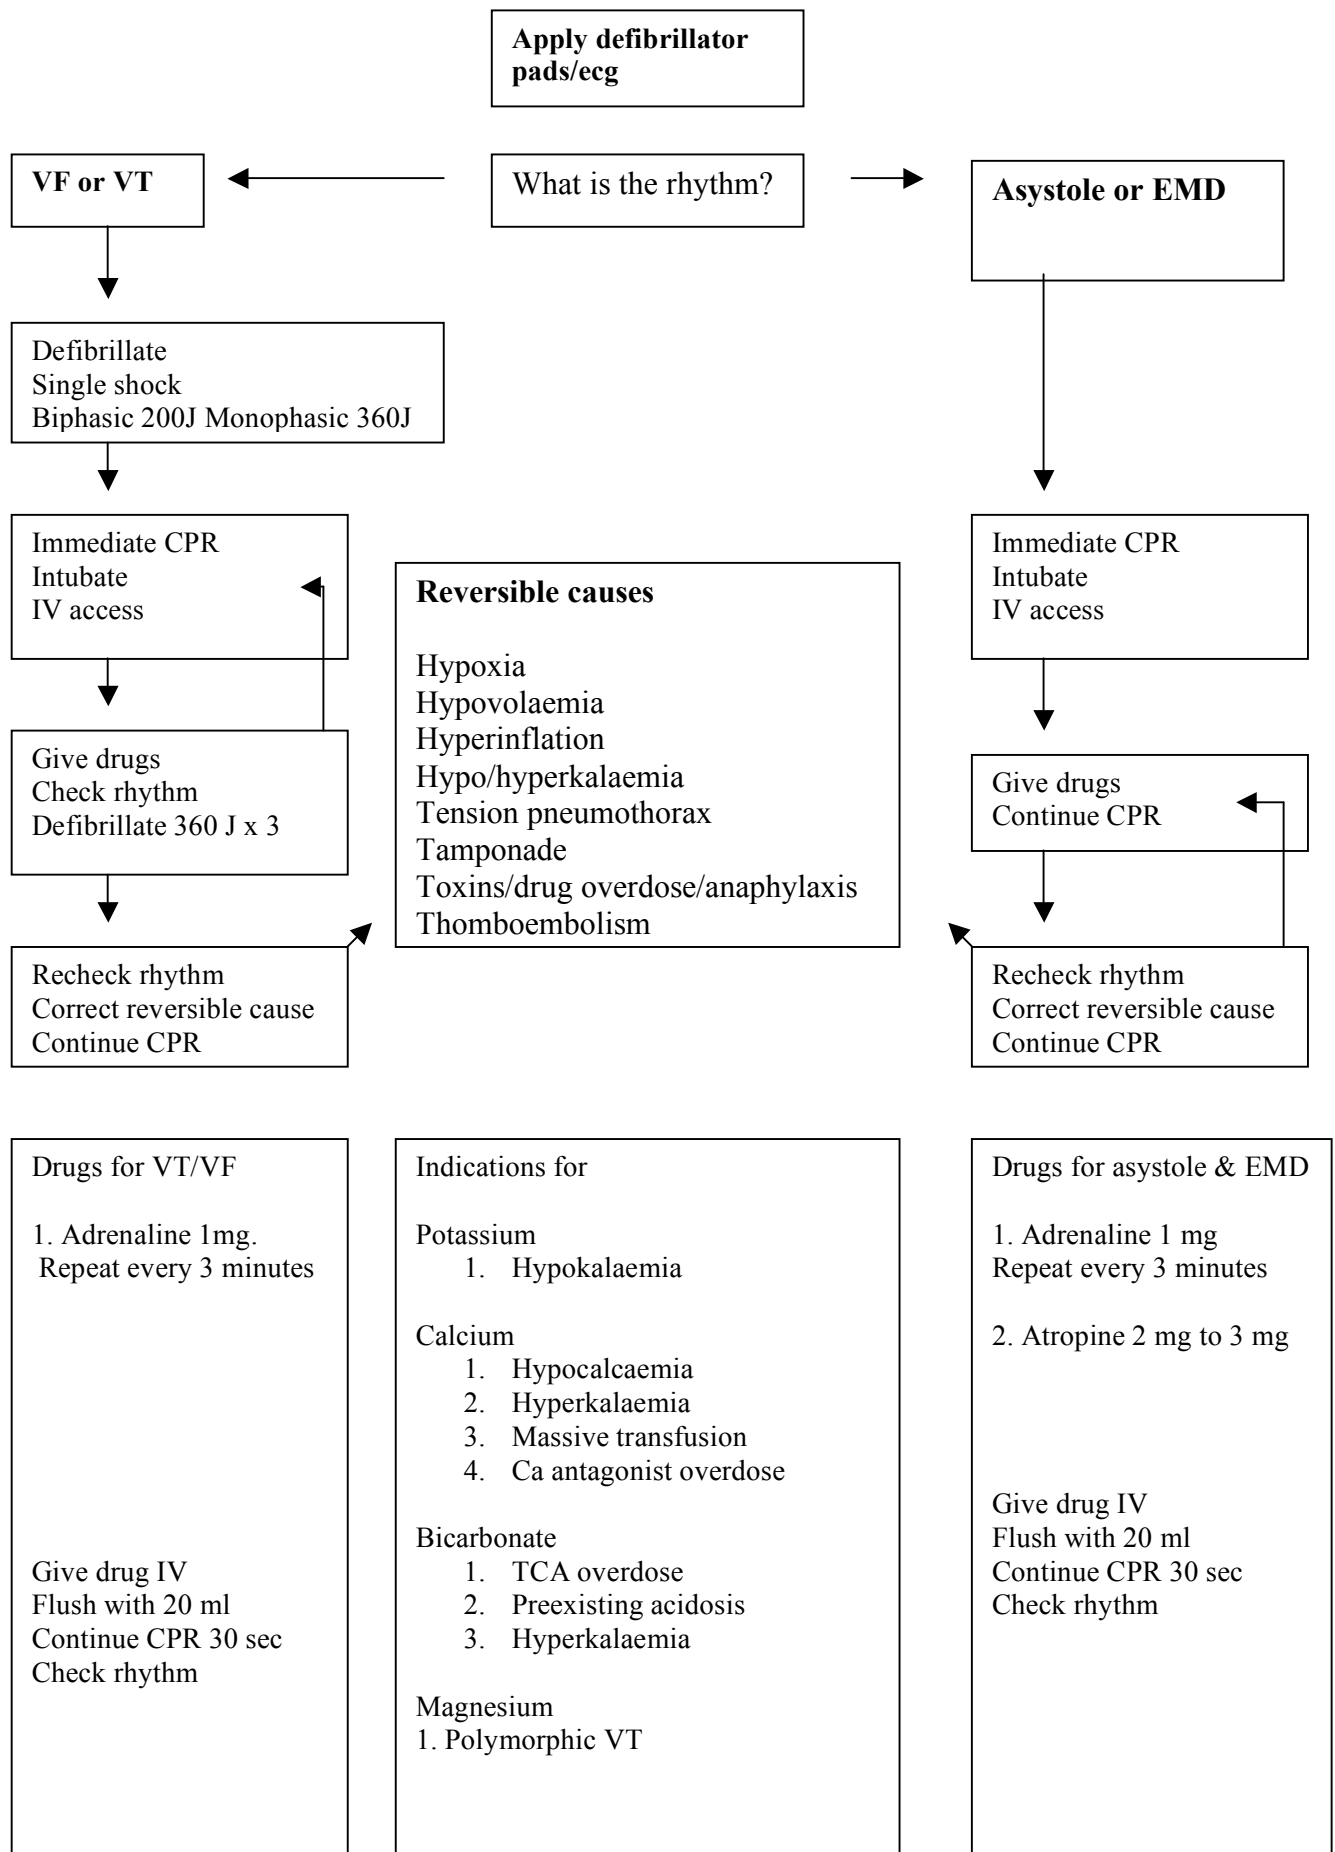 Apply defibrillator
pads/ecg
VF or VT
What is the rhythm?
Asystole or EMD
Defibrillate
Single shock
Biphasic 200J Monophasic 360J
Immediate CPR
Intubate
IV access
Give drugs
Check rhythm
Defibrillate 360 J x 3
Recheck rhythm
Correct reversible cause
Continue CPR
Reversible causes
Hypoxia
Hypovolaemia
Hyperinflation
Hypo/hyperkalaemia
Tension pneumothorax
Tamponade
Toxins/drug overdose/anaphylaxis
Thomboembolism
Immediate CPR
Intubate
IV access
Give drugs
Continue CPR
Recheck rhythm
Correct reversible cause
Continue CPR
Drugs for VT/VF
1. Adrenaline 1mg.
Repeat every 3 minutes
Give drug IV
Flush with 20 ml
Continue CPR 30 sec
Check rhythm
Indications for
Potassium
1. Hypokalaemia
Calcium
1. Hypocalcaemia
2. Hyperkalaemia
3. Massive transfusion
4. Ca antagonist overdose
Bicarbonate
1. TCA overdose
2. Preexisting acidosis
3. Hyperkalaemia
Magnesium
1. Polymorphic VT
Drugs for asystole & EMD
1. Adrenaline 1 mg
Repeat every 3 minutes
2. Atropine 2 mg to 3 mg
Give drug IV
Flush with 20 ml
Continue CPR 30 sec
Check rhythm